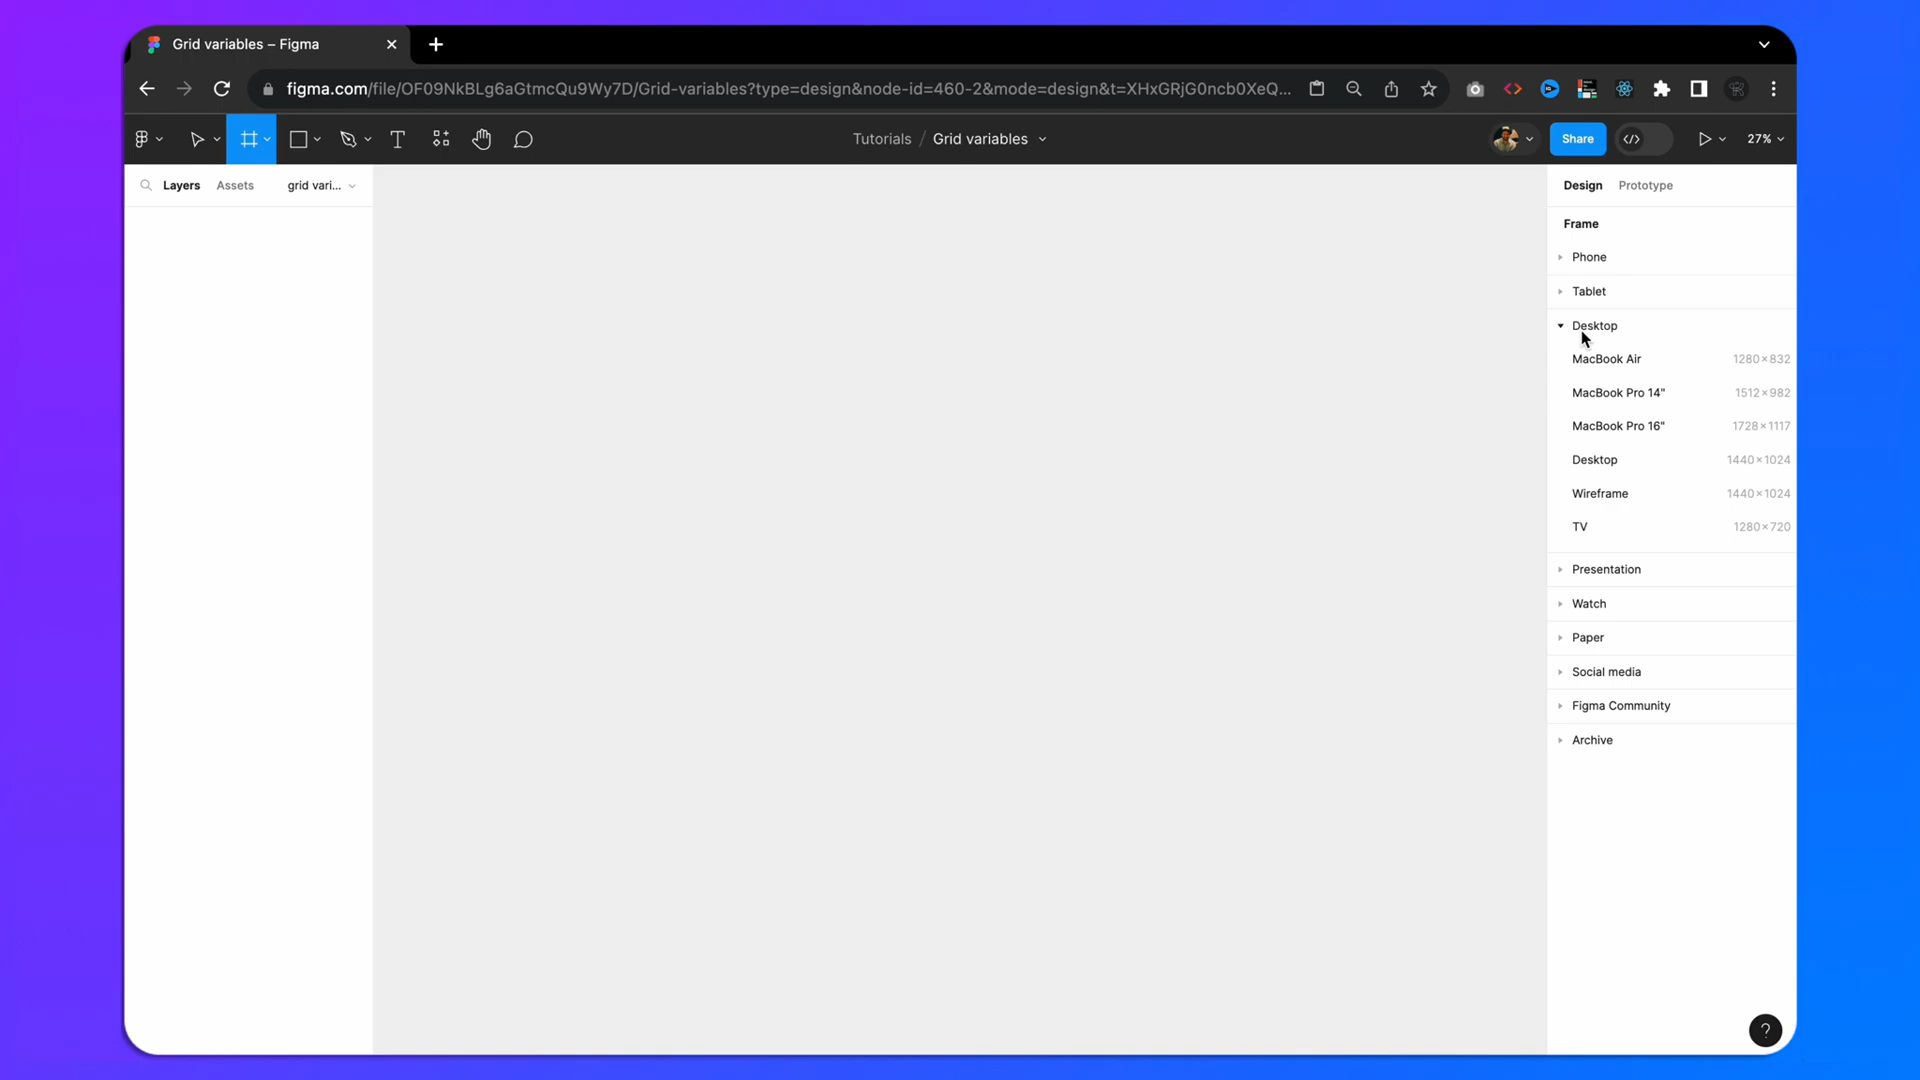 Grid variables – Figma
figma.com/file/OF09NkBLg6aGtmcQu9Wy7D/Grid-variables?type=design&node-id=460-2&mode=design&t=XHxGRjG0ncb0XeQ...
Tutorials / Grid variables
Share
27%
Layers
Assets
grid vari...
Design
Prototype
Frame
Phone
Tablet
Desktop
MacBook Air 1280×832
MacBook Pro 14" 1512×982
MacBook Pro 16" 1728×1117
Desktop 1440×1024
Wireframe 1440×1024
TV 1280×720
Presentation
Watch
Paper
Social media
Figma Community
Archive
?